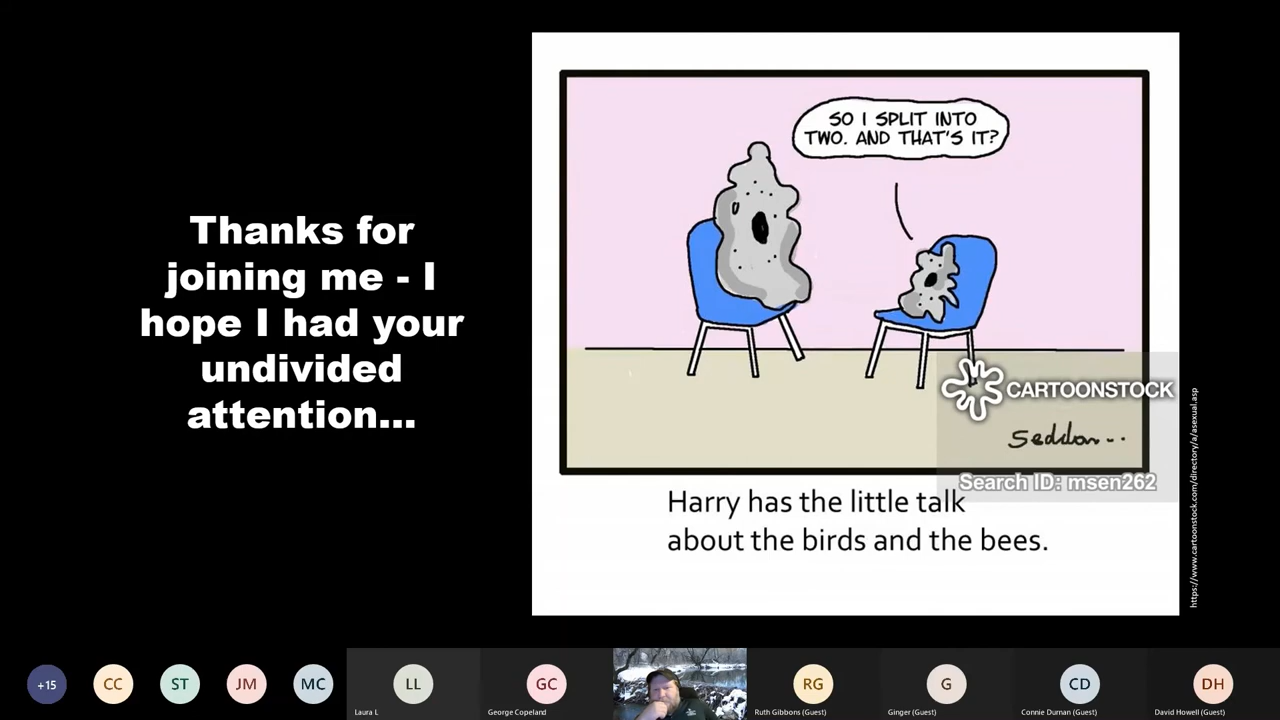 Thanks for
joining me - I
hope I had your
undivided
attention...
SO I SPLIT INTO
TWO. AND THAT'S IT?
CARTOONSTOCK
Seddon...
Search ID: msen262
Harry has the little talk
about the birds and the bees.
https://www.cartoonstock.com/directory/a/asexual.asp
+15
CC
ST
JM
MC
LL
Laura L
GC
George Copeland
RG
Ruth Gibbons (Guest)
G
Ginger (Guest)
CD
Connie Durnan (Guest)
DH
David Howell (Guest)